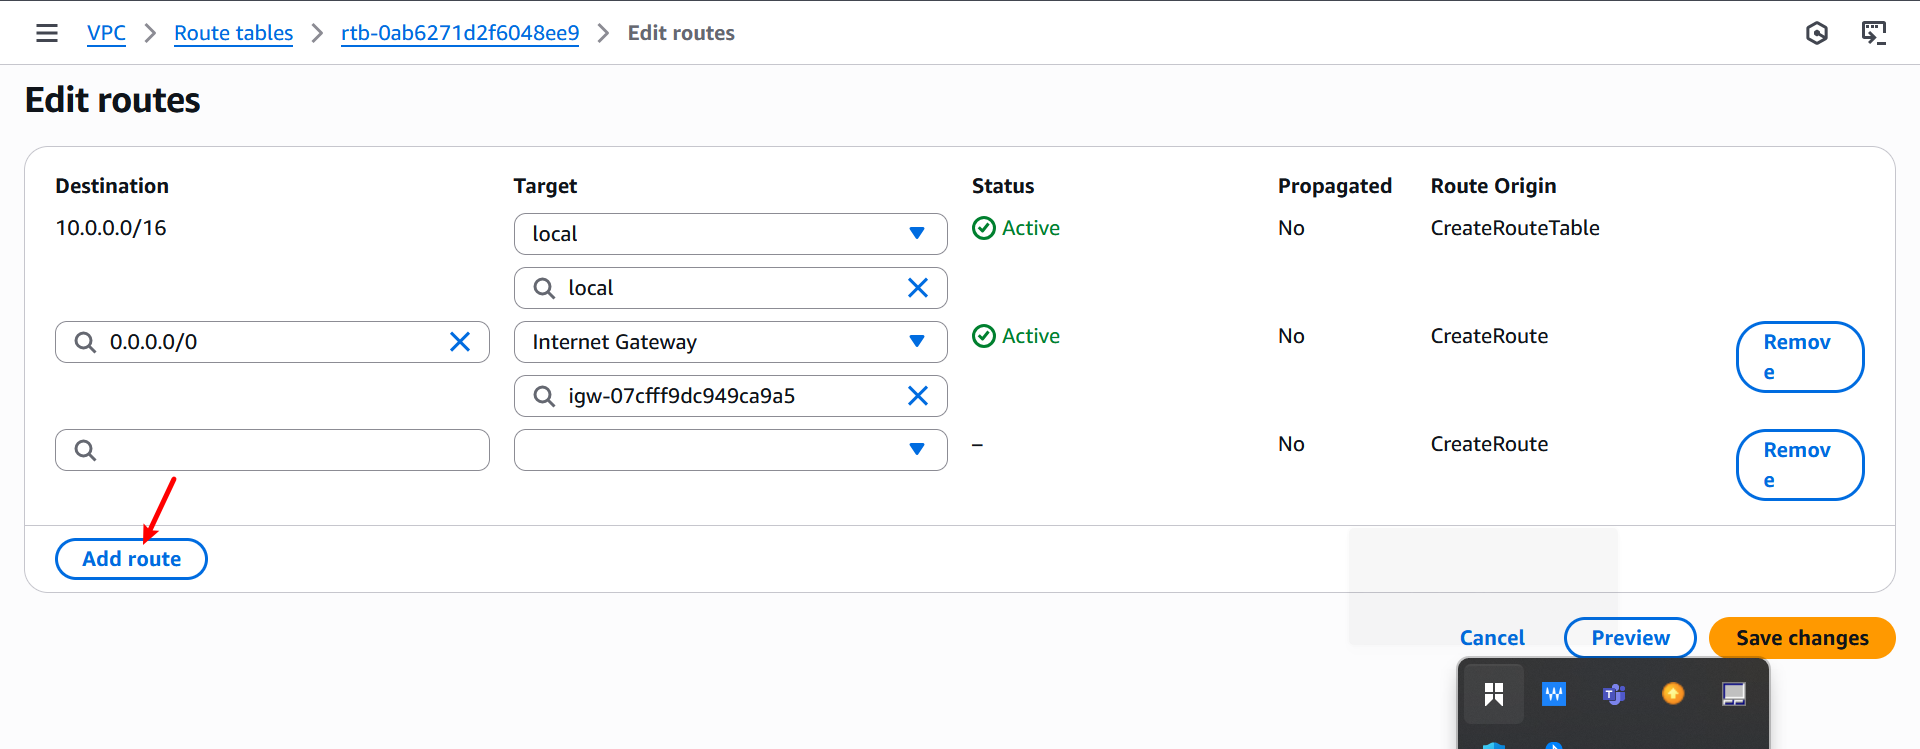 VPC > Route tables > rtb-0ab6271d2f6048ee9 > Edit routes
Edit routes
Destination Target Status Propagated Route Origin
10.0.0.0/16 local Active No CreateRouteTable
local
0.0.0.0/0 Internet Gateway Active No CreateRoute Remov
e
igw-07cfff9dc949ca9a5
– No CreateRoute Remov
e
Add route
Cancel Preview Save changes